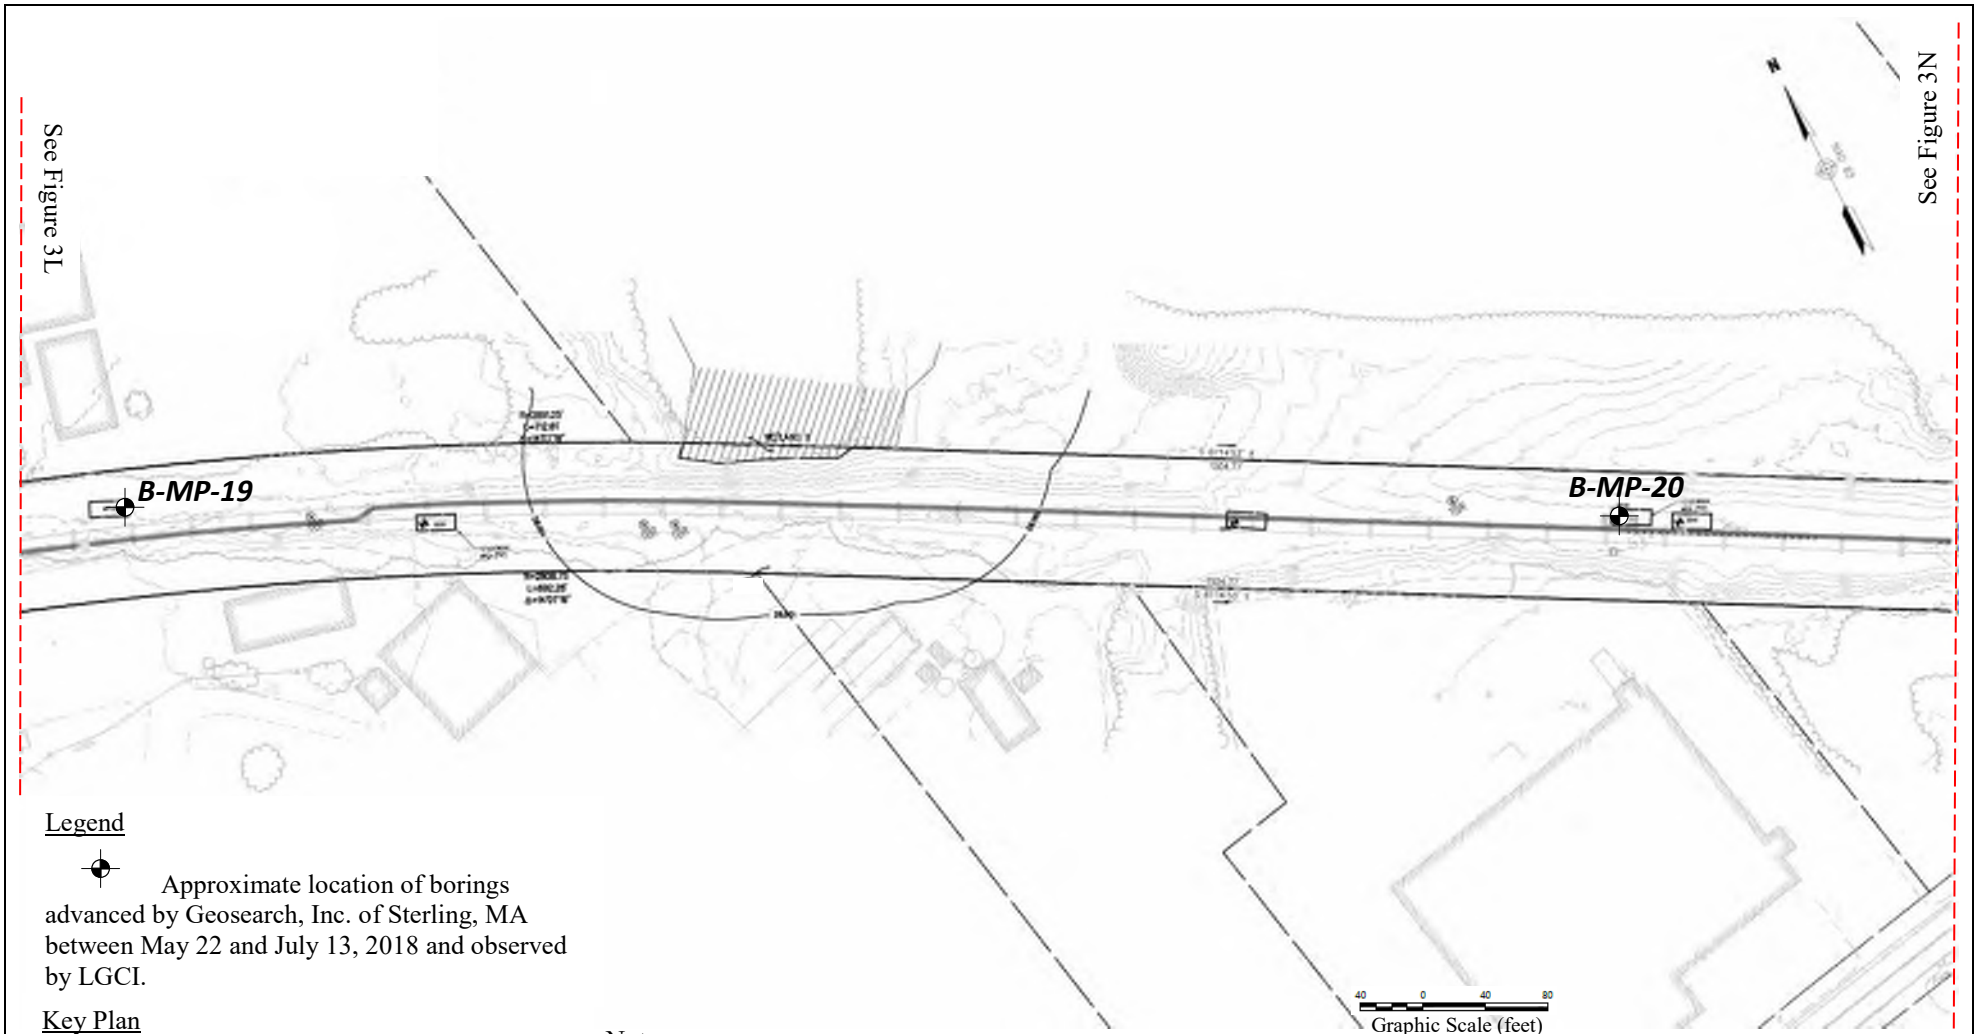 See Figure 3L
See Figure 3N
N
B-MP-19
B-MP-20
Legend
Approximate location of borings
advanced by Geosearch, Inc. of Sterling, MA
between May 22 and July 13, 2018 and observed
by LGCI.
Key Plan
40 0 40 80
Graphic Scale (feet)